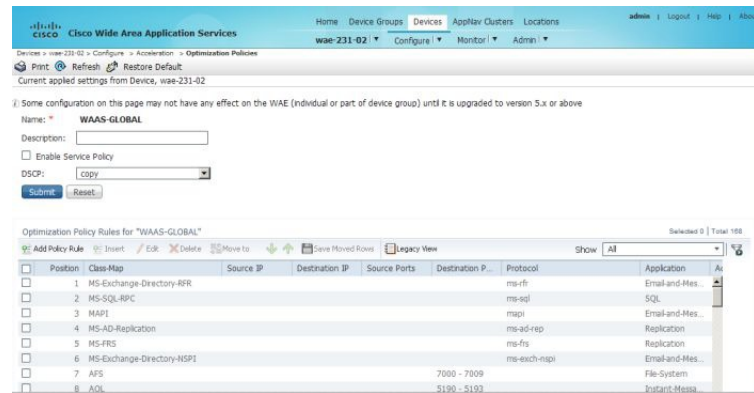 cisco Cisco Wide Area Application Services
Home Device Groups Devices AppNav Clusters Locations
admin | Logout | Help | Abou
wae-231-02 Configure Monitor Admin
Devices > wae-231-02 > Configure > Acceleration > Optimization Policies
Print Refresh Restore Default
Current applied settings from Device, wae-231-02
Some configuration on this page may not have any effect on the WAE (individual or part of device group) until it is upgraded to version 5.x or above
Name: * WAAS-GLOBAL
Description:
Enable Service Policy
DSCP: copy
Submit Reset
Optimization Policy Rules for "WAAS-GLOBAL" Selected 0 | Total 168
Add Policy Rule Insert Edit Delete Move to Save Moved Rows Legacy View Show All
Position Class-Map Source IP Destination IP Source Ports Destination P... Protocol Application Ac
1 MS-Exchange-Directory-RFR ms-rfr Email-and-Mes...
2 MS-SQL-RPC ms-sql SQL
3 MAPI mapi Email-and-Mes...
4 MS-AD-Replication ms-ad-rep Replication
5 MS-FRS ms-frs Replication
6 MS-Exchange-Directory-NSPI ms-exch-nspi Email-and-Mes...
7 AFS 7000 - 7009 File-System
8 AOL 5190 - 5193 Instant-Messa...